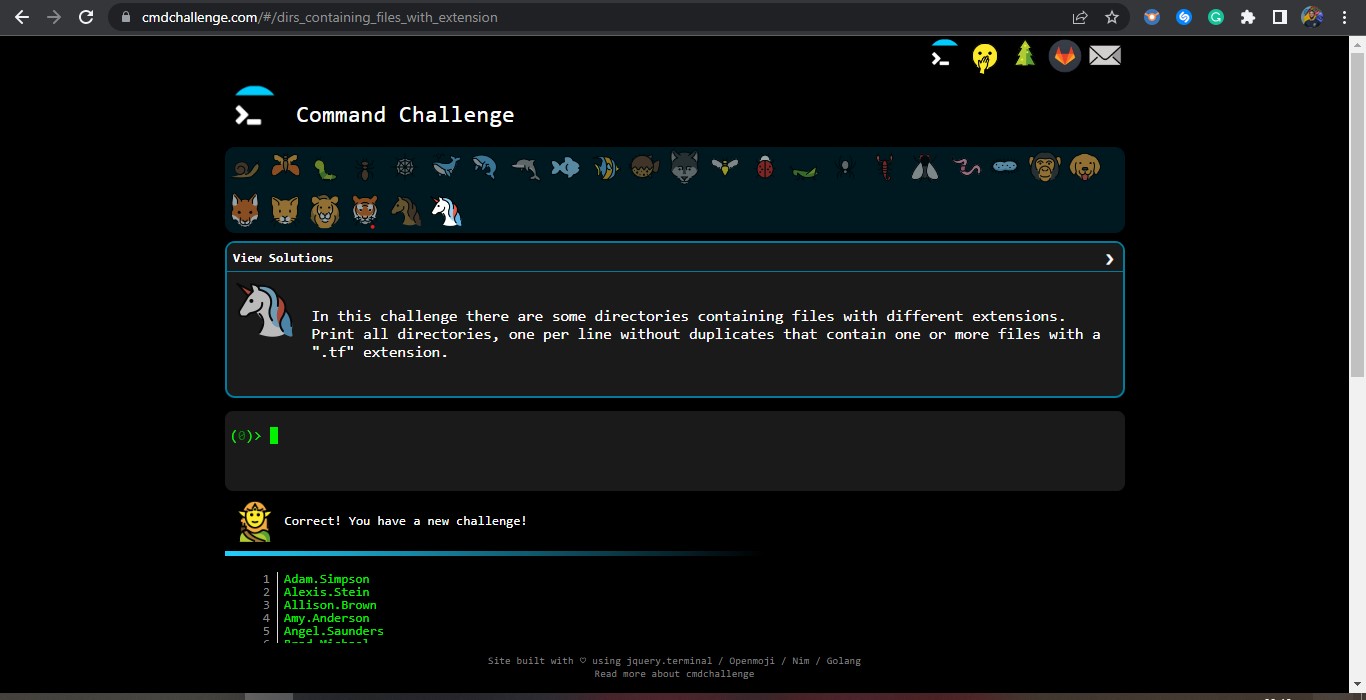 cmdchallenge.com/#/dirs_containing_files_with_extension
Command Challenge
View Solutions
In this challenge there are some directories containing files with different extensions.
Print all directories, one per line without duplicates that contain one or more files with a
".tf" extension.
(0)>
Correct! You have a new challenge!
1 Adam.Simpson
2 Alexis.Stein
3 Allison.Brown
4 Amy.Anderson
5 Angel.Saunders
Site built with ♡ using jquery.terminal / Openmoji / Nim / Golang
Read more about cmdchallenge